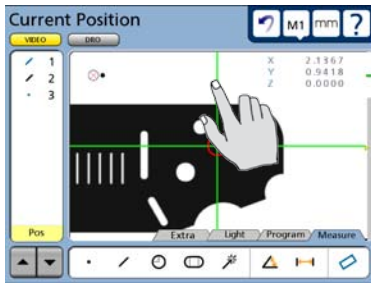 Current Position
M1 mm ?
VIDEO DRO
1
2
3
X 2.1367
Y 0.9418
Z 0.0000
Pos
Extra Light Program Measure